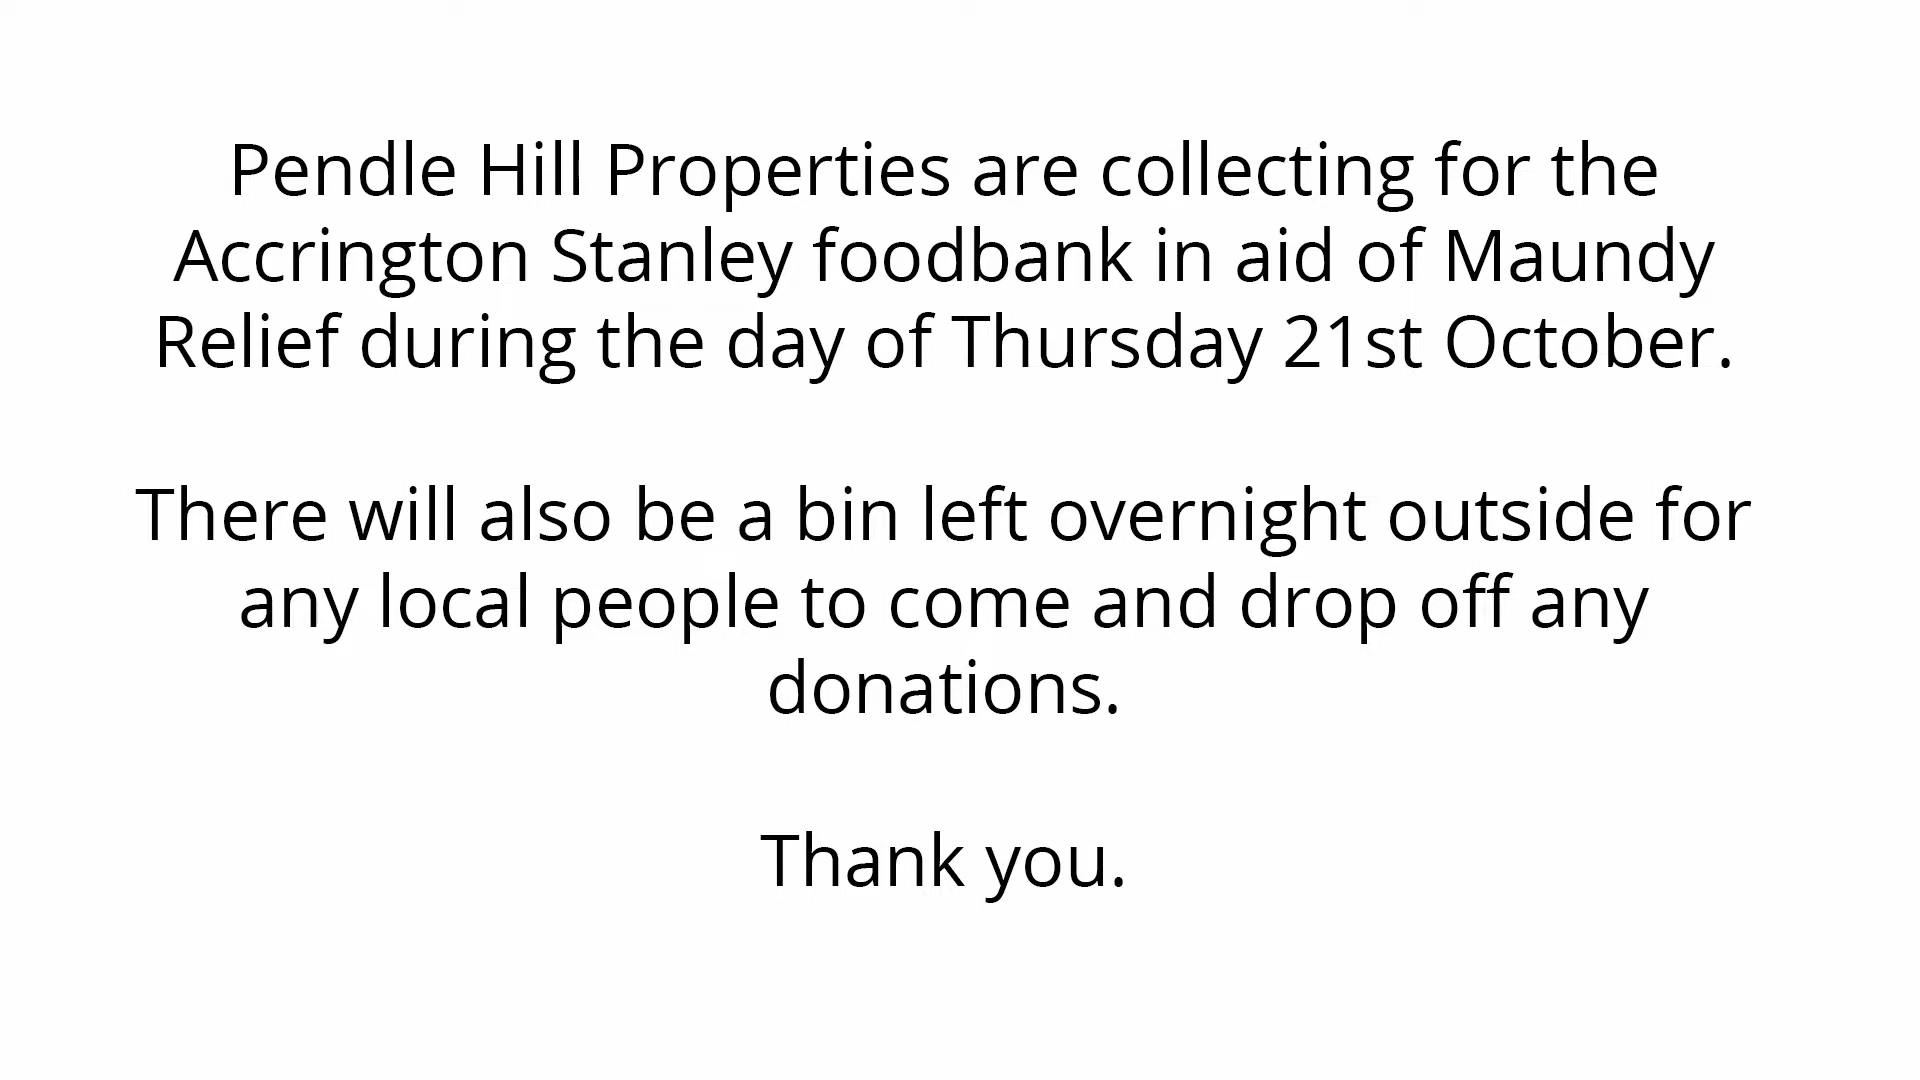 Pendle Hill Properties are collecting for the
Accrington Stanley foodbank in aid of Maundy
Relief during the day of Thursday 21st October.
There will also be a bin left overnight outside for
any local people to come and drop off any
donations.
Thank you.